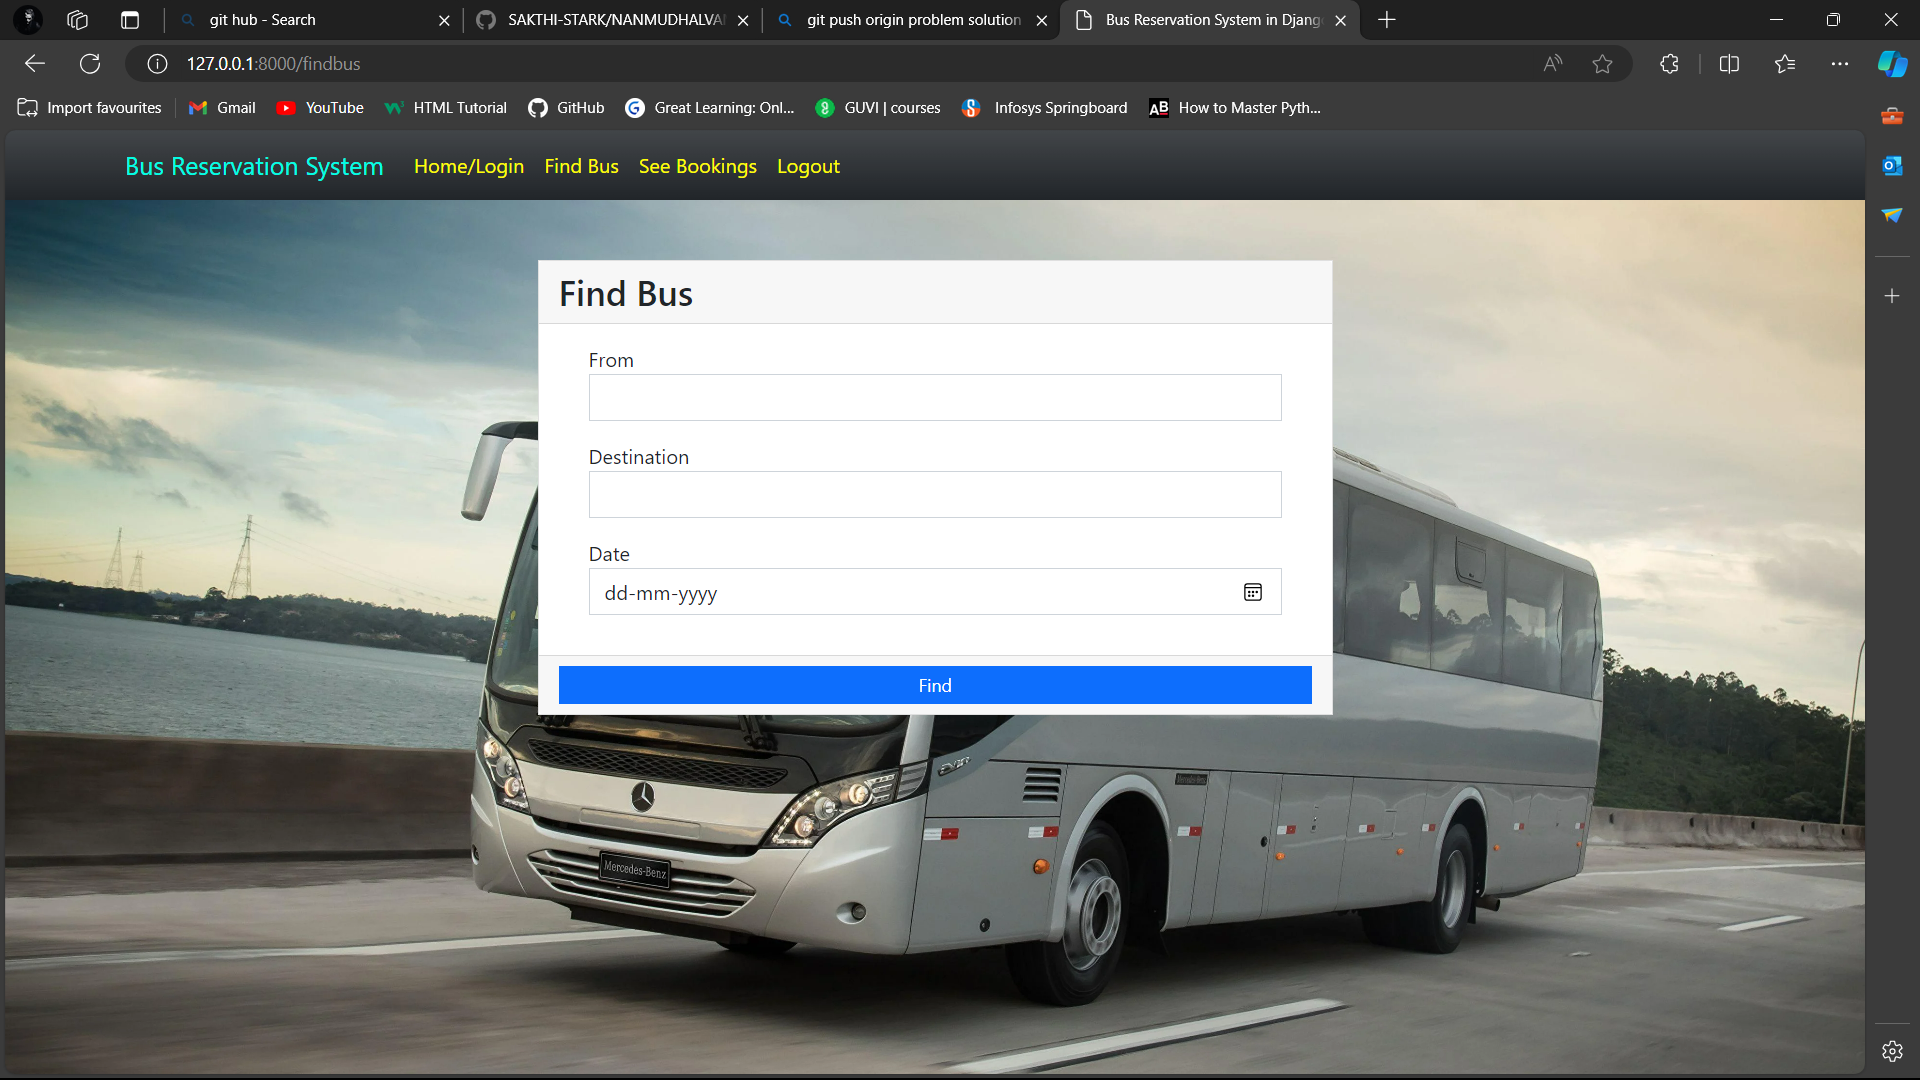 git hub - Search
SAKTHI-STARK/NANMUDHALVA
git push origin problem solution
Bus Reservation System in Djang
127.0.0.1:8000/findbus
Import favourites
Gmail
YouTube
HTML Tutorial
GitHub
Great Learning: Onl...
GUVI | courses
Infosys Springboard
AB How to Master Pyth...
Bus Reservation System
Home/Login
Find Bus
See Bookings
Logout
Find Bus
From
Destination
Date
dd-mm-yyyy
Find
Mercedes-Benz